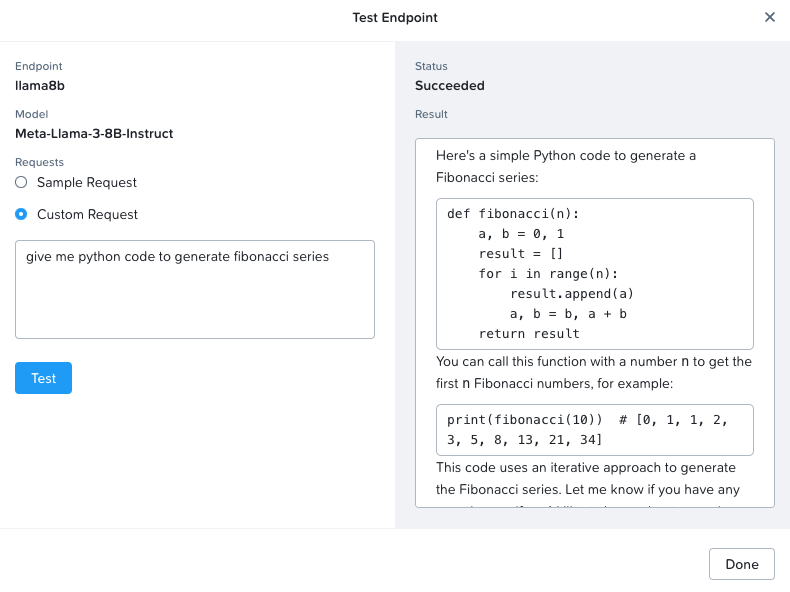 Test Endpoint
Endpoint
llama8b
Model
Meta-Llama-3-8B-Instruct
Requests
Sample Request
Custom Request
give me python code to generate fibonacci series
Test
Status
Succeeded
Result
Here's a simple Python code to generate a
Fibonacci series:
def fibonacci(n):
    a, b = 0, 1
    result = []
    for i in range(n):
        result.append(a)
        a, b = b, a + b
    return result
You can call this function with a number n to get the
first n Fibonacci numbers, for example:
print(fibonacci(10))  # [0, 1, 1, 2,
3, 5, 8, 13, 21, 34]
This code uses an iterative approach to generate
the Fibonacci series. Let me know if you have any
Done